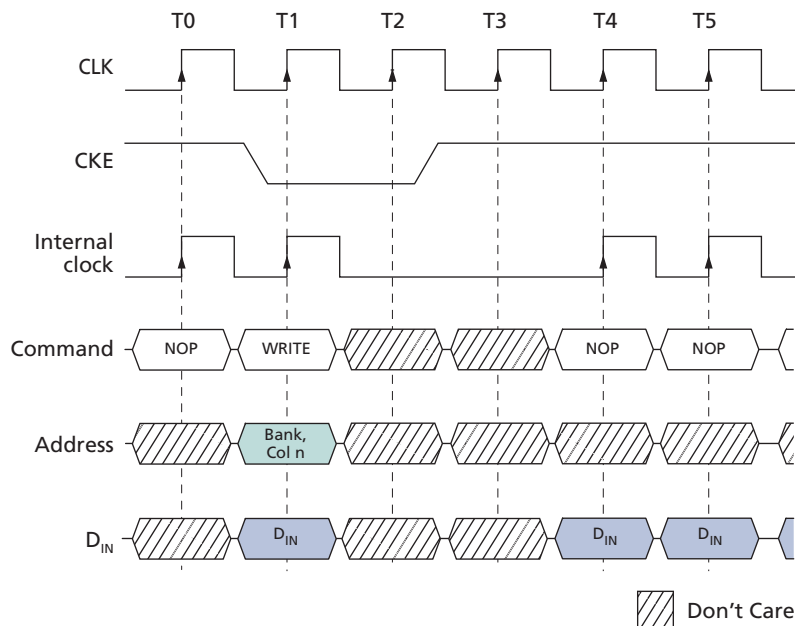 T0 T1 T2 T3 T4 T5
CLK
CKE
Internal
clock
Command NOP WRITE NOP NOP
Address Bank,
Col n
DIN DIN DIN DIN
Don't Care